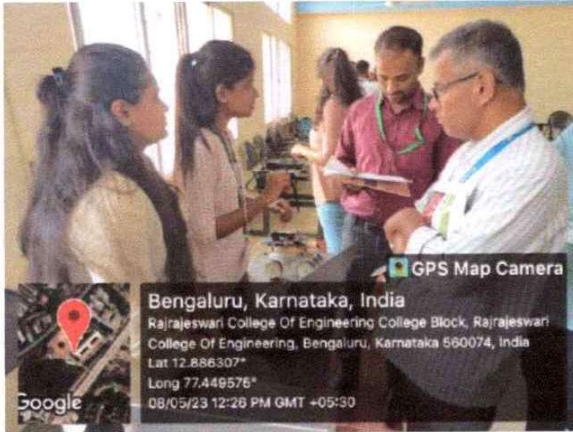 GPS Map Camera
Bengaluru, Karnataka, India
Rajrajeswari College Of Engineering College Block, Rajrajeswari
College Of Engineering, Bengaluru, Karnataka 560074, India
Lat 12.886307°
Long 77.449576°
08/05/23 12:26 PM GMT +05:30
Google